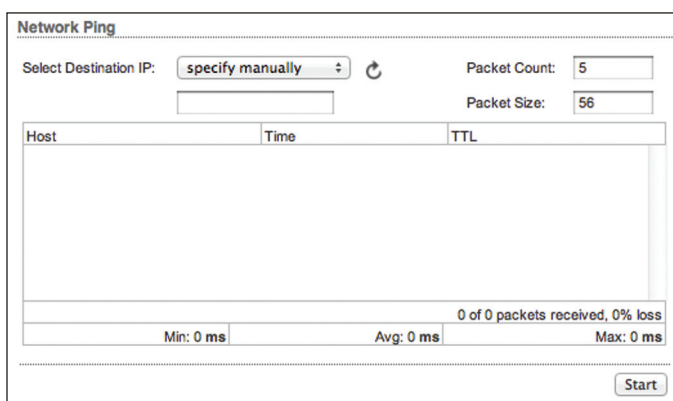 Network Ping
Select Destination IP: specify manually Packet Count: 5
Packet Size: 56
Host Time TTL
0 of 0 packets received, 0% loss
Min: 0 ms Avg: 0 ms Max: 0 ms
Start